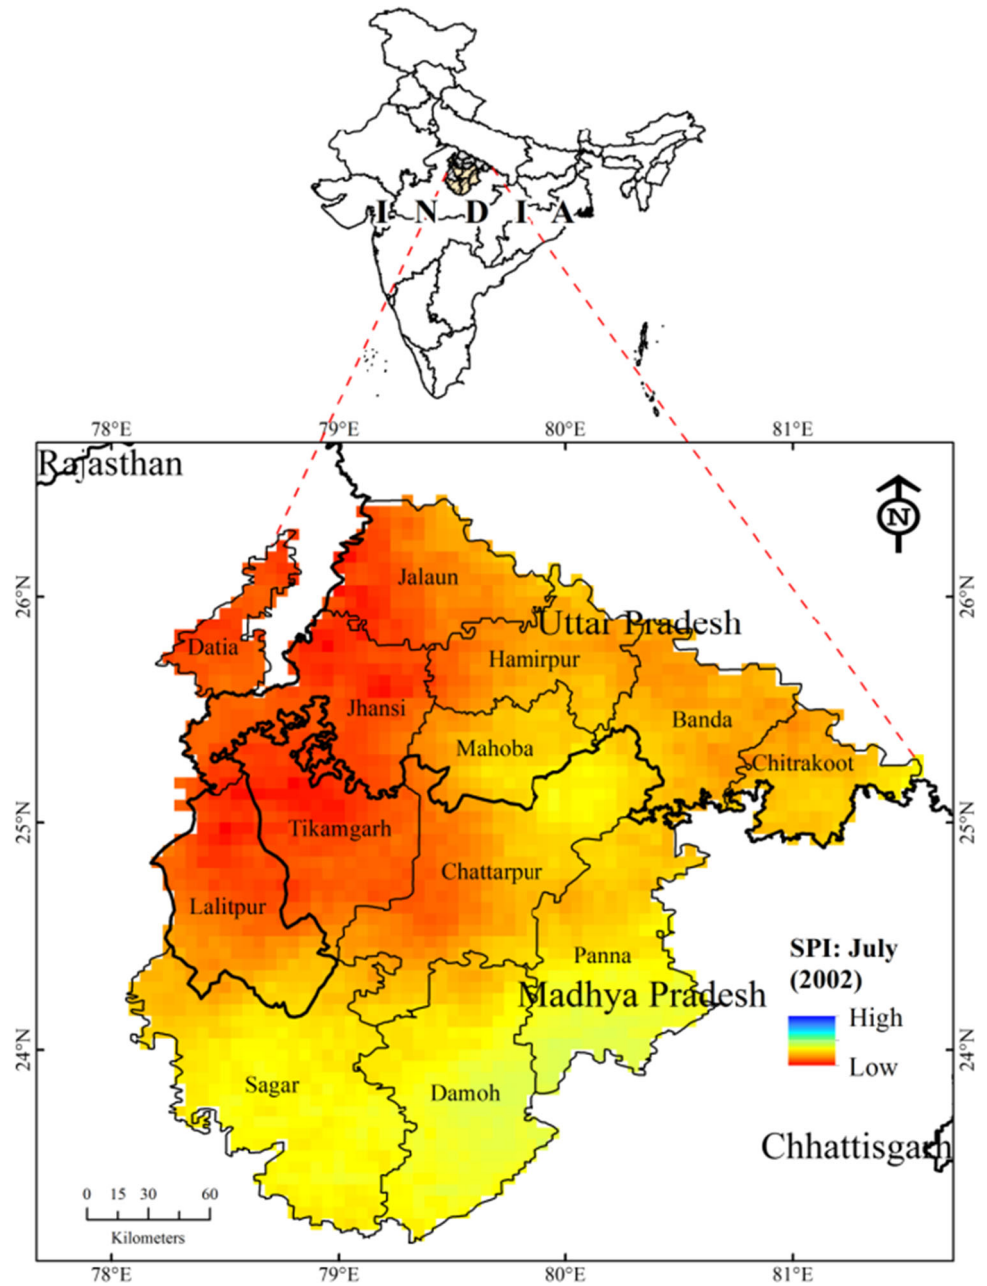 I N D I A
78°E 79°E 80°E 81°E
Rajasthan
N
Jalaun
26°N 26°N
Uttar Pradesh
Datia
Hamirpur
Jhansi
Banda
Mahoba
Chitrakoot
25°N 25°N
Tikamgarh
Chattarpur
Lalitpur
Panna
SPI: July
(2002)
Madhya Pradesh
High
Low
24°N 24°N
Sagar
Damoh
Chhattisgarh
0 15 30 60
Kilometers
78°E 79°E 80°E 81°E